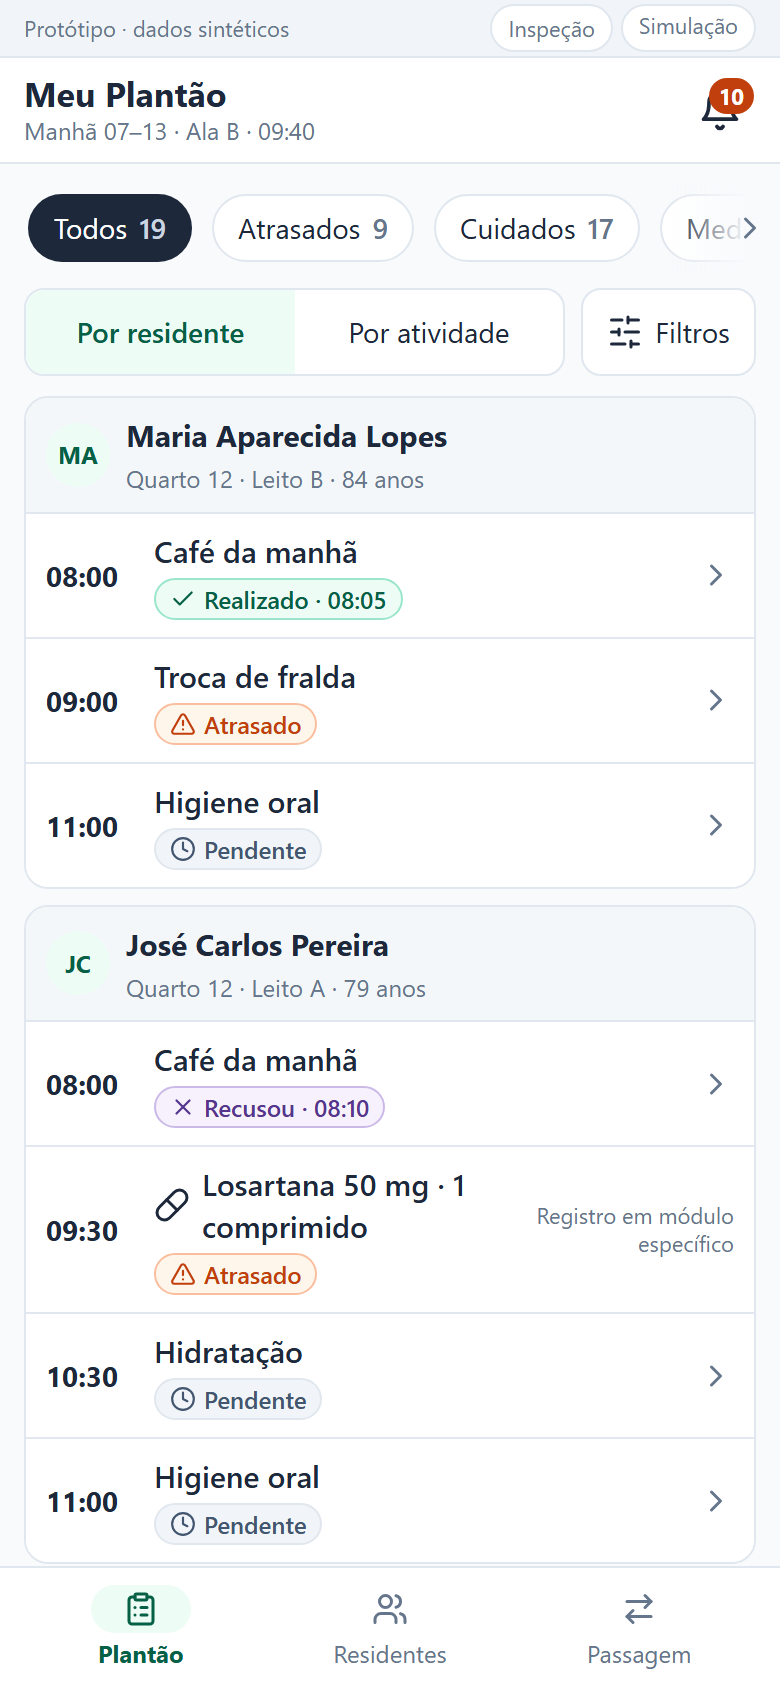 Protótipo · dados sintéticos
Inspeção
Simulação
Meu Plantão
10
Manhã 07–13 · Ala B · 09:40
Todos 19
Atrasados 9
Cuidados 17
Med
Por residente
Por atividade
Filtros
MA
Maria Aparecida Lopes
Quarto 12 · Leito B · 84 anos
08:00
Café da manhã
Realizado · 08:05
09:00
Troca de fralda
Atrasado
11:00
Higiene oral
Pendente
JC
José Carlos Pereira
Quarto 12 · Leito A · 79 anos
08:00
Café da manhã
Recusou · 08:10
09:30
Losartana 50 mg · 1
comprimido
Atrasado
Registro em módulo
específico
10:30
Hidratação
Pendente
11:00
Higiene oral
Pendente
Plantão
Residentes
Passagem